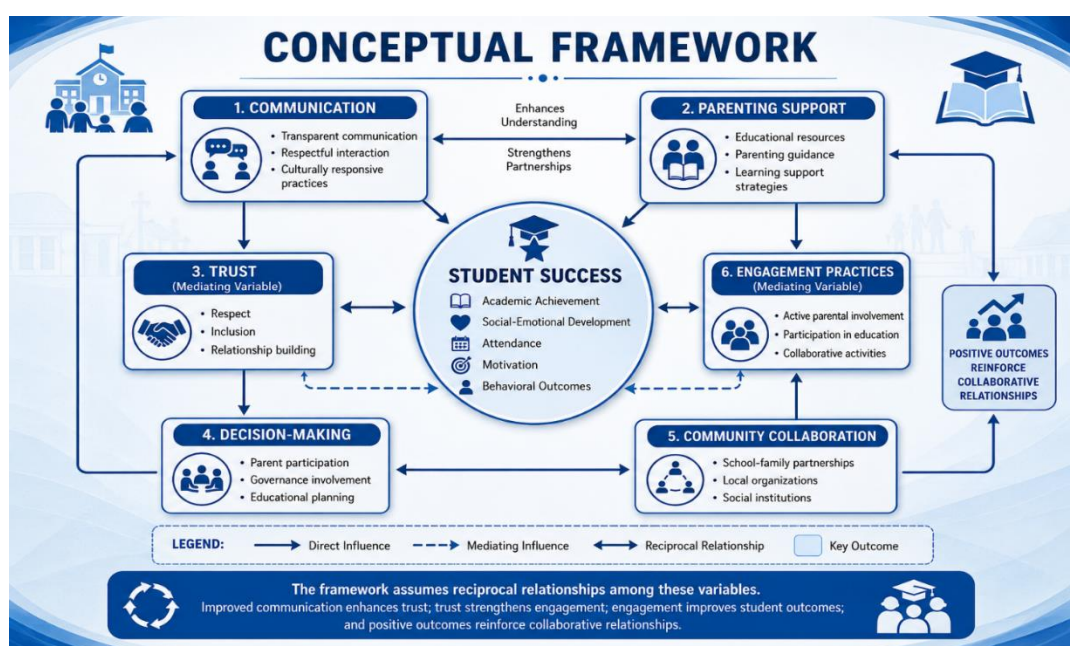 CONCEPTUAL FRAMEWORK
1. COMMUNICATION
• Transparent communication
• Respectful interaction
• Culturally responsive
practices
Enhances
Understanding
Strengthens
Partnerships
2. PARENTING SUPPORT
• Educational resources
• Parenting guidance
• Learning support
strategies
3. TRUST
(Mediating Variable)
• Respect
• Inclusion
• Relationship building
STUDENT SUCCESS
Academic Achievement
Social-Emotional Development
Attendance
Motivation
Behavioral Outcomes
6. ENGAGEMENT PRACTICES
(Mediating Variable)
• Active parental involvement
• Participation in education
• Collaborative activities
POSITIVE OUTCOMES
REINFORCE
COLLABORATIVE
RELATIONSHIPS
4. DECISION-MAKING
• Parent participation
• Governance involvement
• Educational planning
5. COMMUNITY COLLABORATION
• School-family partnerships
• Local organizations
• Social institutions
LEGEND:
Direct Influence
Mediating Influence
Reciprocal Relationship
Key Outcome
The framework assumes reciprocal relationships among these variables.
Improved communication enhances trust; trust strengthens engagement; engagement improves student outcomes;
and positive outcomes reinforce collaborative relationships.